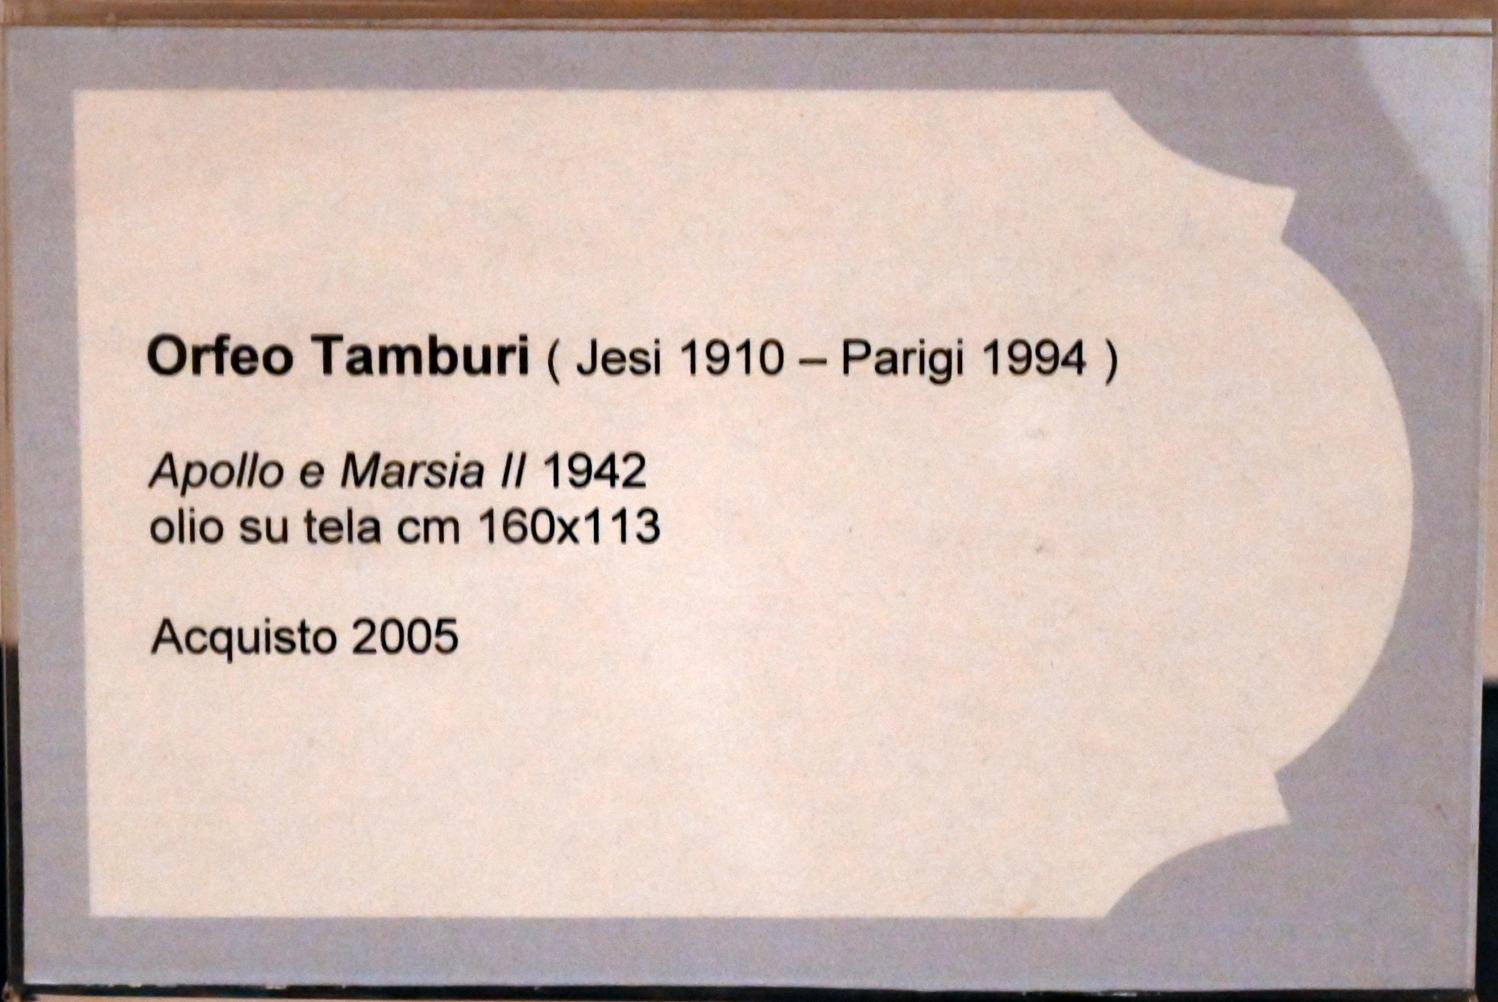 Orfeo Tamburi ( Jesi 1910 – Parigi 1994 )
Apollo e Marsia II 1942
olio su tela cm 160x113
Acquisto 2005